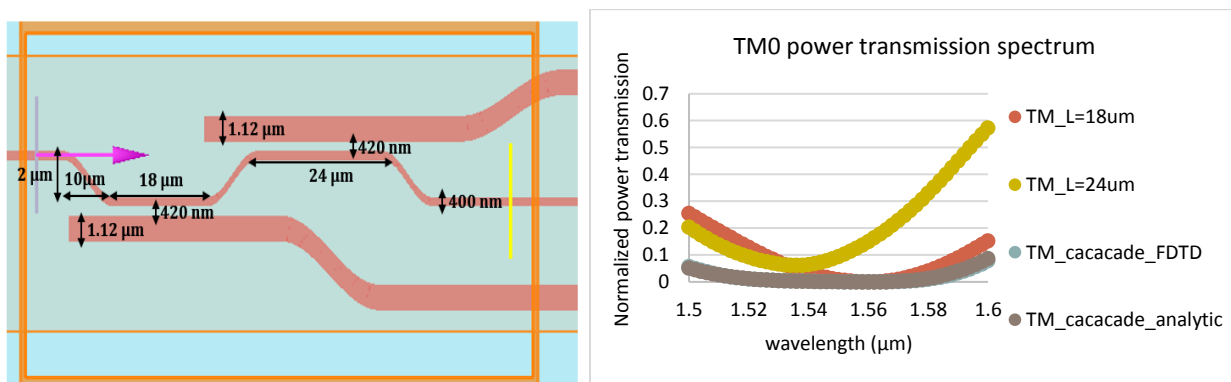 1.12 µm
420 nm
2 µm
10µm
18 µm
24 µm
400 nm
420 nm
1.12 µm
TM0 power transmission spectrum
Normalized power transmission
0.7
0.6
0.5
0.4
0.3
0.2
0.1
0
1.5
1.52
1.54
1.56
1.58
1.6
wavelength (µm)
TM_L=18um
TM_L=24um
TM_cacacade_FDTD
TM_cacacade_analytic